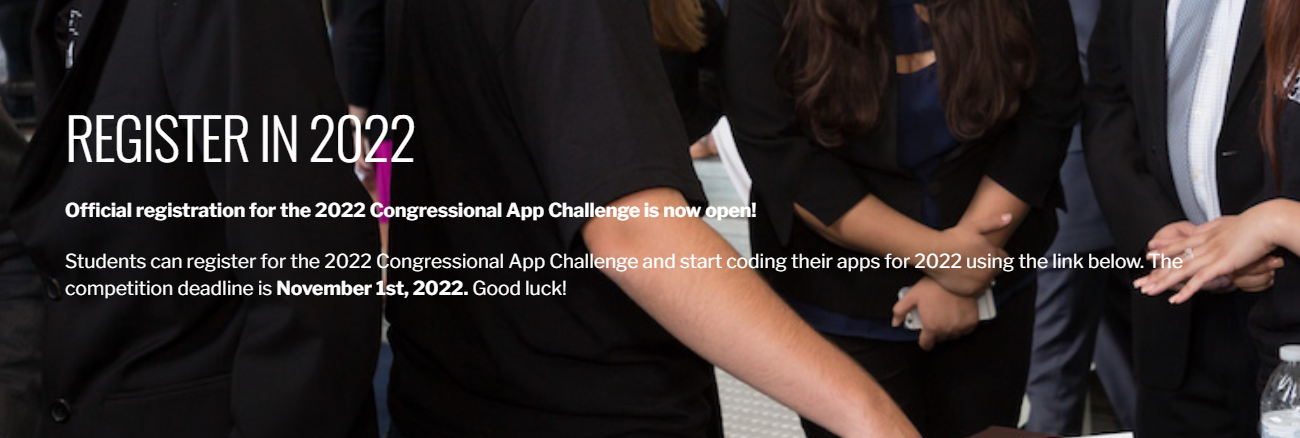 REGISTER IN 2022
Official registration for the 2022 Congressional App Challenge is now open!
Students can register for the 2022 Congressional App Challenge and start coding their apps for 2022 using the link below. The
competition deadline is November 1st, 2022. Good luck!